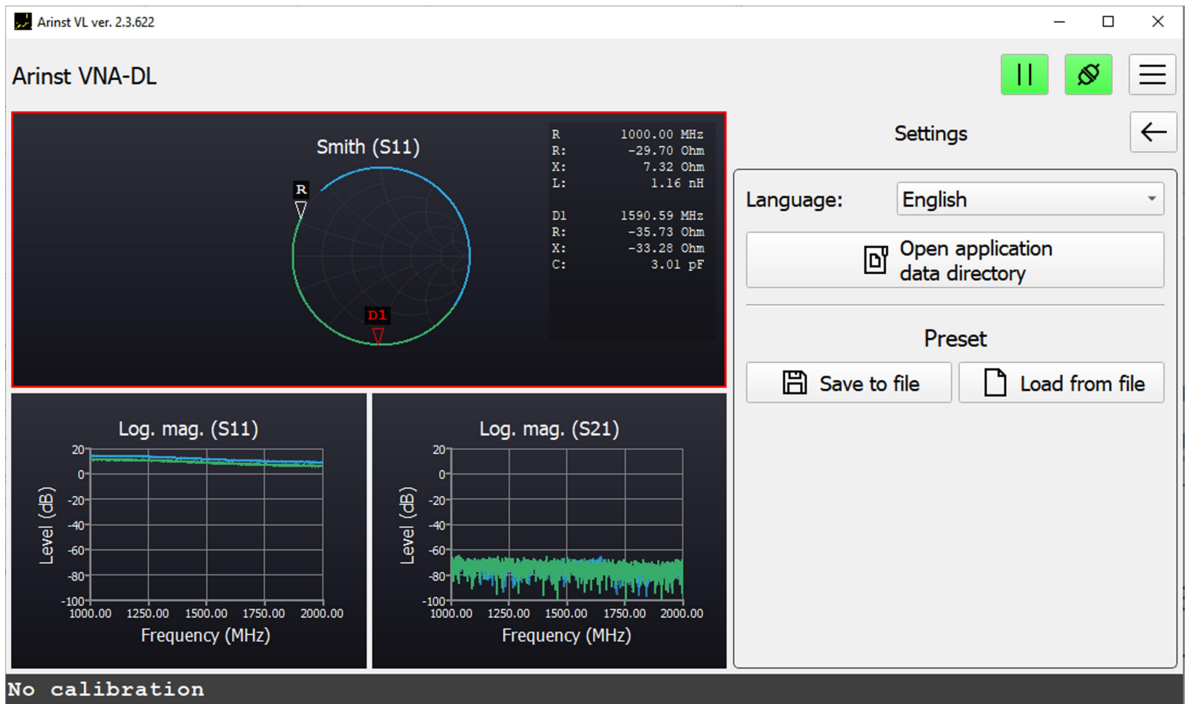 Arinst VL ver. 2.3.622
Arinst VNA-DL
Smith (S11)
R
D1
R 1000.00 MHz
R: -29.70 Ohm
X: 7.32 Ohm
L: 1.16 nH
D1 1590.59 MHz
R: -35.73 Ohm
X: -33.28 Ohm
C: 3.01 pF
Log. mag. (S11)
Level (dB)
20
0
-20
-40
-60
-80
-100
1000.00 1250.00 1500.00 1750.00 2000.00
Frequency (MHz)
Log. mag. (S21)
Level (dB)
20
0
-20
-40
-60
-80
-100
1000.00 1250.00 1500.00 1750.00 2000.00
Frequency (MHz)
Settings
Language: English
Open application
data directory
Preset
Save to file Load from file
No calibration